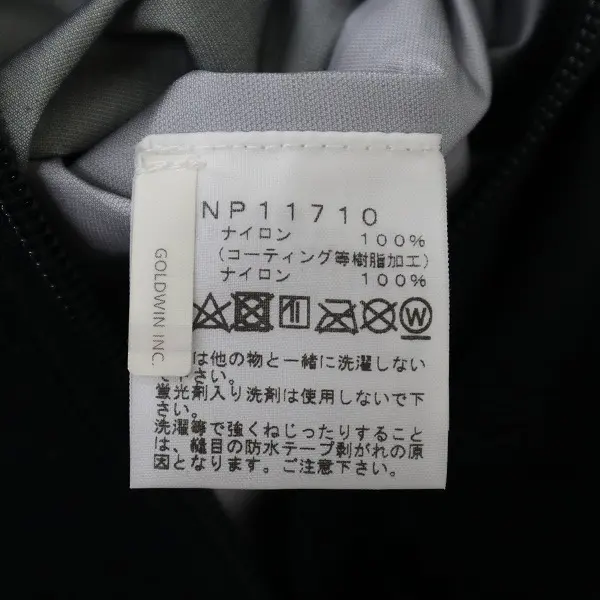 NP11710
ナイロン 100%
(コーティング等樹脂加工)
ナイロン 100%
W
は他の物と一緒に洗濯しない
で下さい。
蛍光剤入り洗剤は使用しないで下
さい。
洗濯等で強くねじったりすること
は、縫目の防水テープ剥がれの原
因となります。ご注意下さい。
GOLDWIN INC.